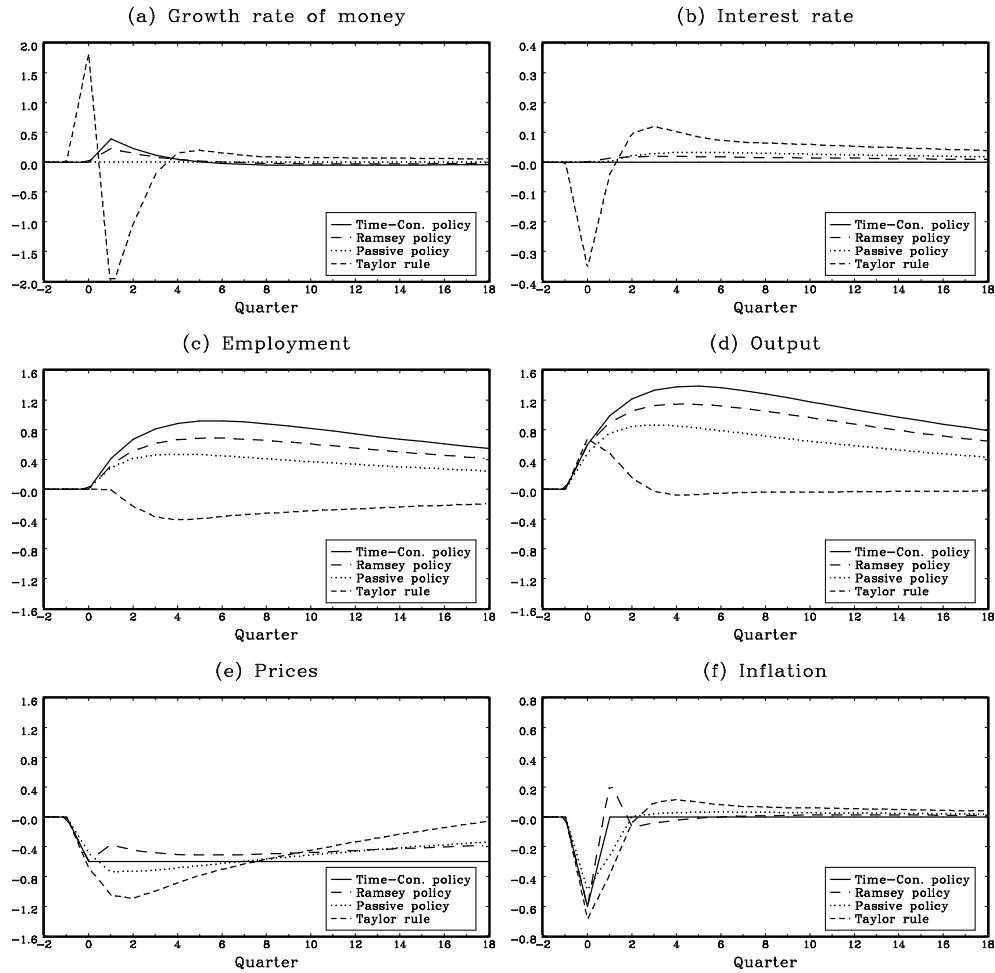 (a) Growth rate of money
2.0
1.5
1.0
0.5
0.0
-0.5
-1.0
-1.5
-2.0
Time-Con. policy
Ramsey policy
Passive policy
Taylor rule
-2 0 2 4 6 8 10 12 14 16 18
Quarter
(b) Interest rate
0.4
0.3
0.2
0.1
-0.0
-0.1
-0.2
-0.3
-0.4
Time-Con. policy
Ramsey policy
Passive policy
Taylor rule
-2 0 2 4 6 8 10 12 14 16 18
Quarter
(c) Employment
1.6
1.2
0.8
0.4
-0.0
-0.4
-0.8
-1.2
-1.6
Time-Con. policy
Ramsey policy
Passive policy
Taylor rule
-2 0 2 4 6 8 10 12 14 16 18
Quarter
(d) Output
1.6
1.2
0.8
0.4
-0.0
-0.4
-0.8
-1.2
-1.6
Time-Con. policy
Ramsey policy
Passive policy
Taylor rule
-2 0 2 4 6 8 10 12 14 16 18
Quarter
(e) Prices
1.6
1.2
0.8
0.4
-0.0
-0.4
-0.8
-1.2
-1.6
Time-Con. policy
Ramsey policy
Passive policy
Taylor rule
-2 0 2 4 6 8 10 12 14 16 18
Quarter
(f) Inflation
0.8
0.6
0.4
0.2
-0.0
-0.2
-0.4
-0.6
-0.8
Time-Con. policy
Ramsey policy
Passive policy
Taylor rule
-2 0 2 4 6 8 10 12 14 16 18
Quarter